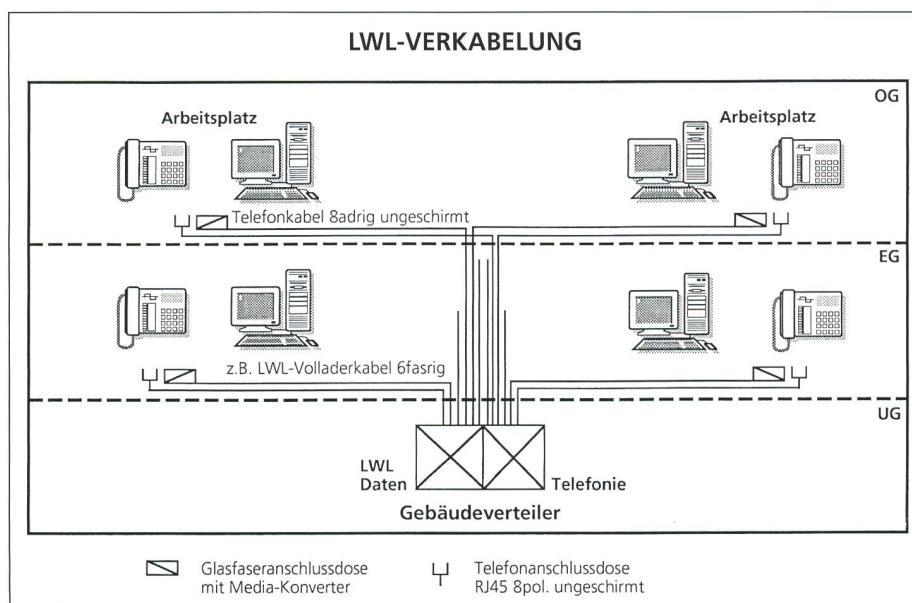 LWL-VERKABELUNG
OG
Arbeitsplatz
Arbeitsplatz
Telefonkabel 8adrig ungeschirmt
EG
z.B. LWL-Volladerkabel 6fasrig
UG
LWL
Daten
Telefonie
Gebäudeverteiler
Glasfaseranschlussdose
mit Media-Konverter
Telefonanschlussdose
RJ45 8pol. ungeschirmt